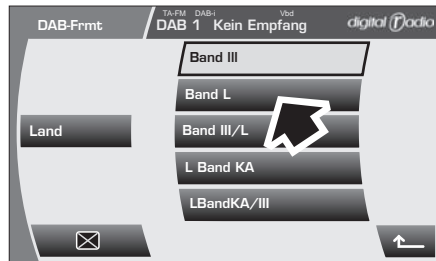 DAB-Frmt
TA-FM DAB-i Vbd
DAB 1 Kein Empfang
digital radio
Band III
Band L
Land
Band III/L
L Band KA
LBandKA/III